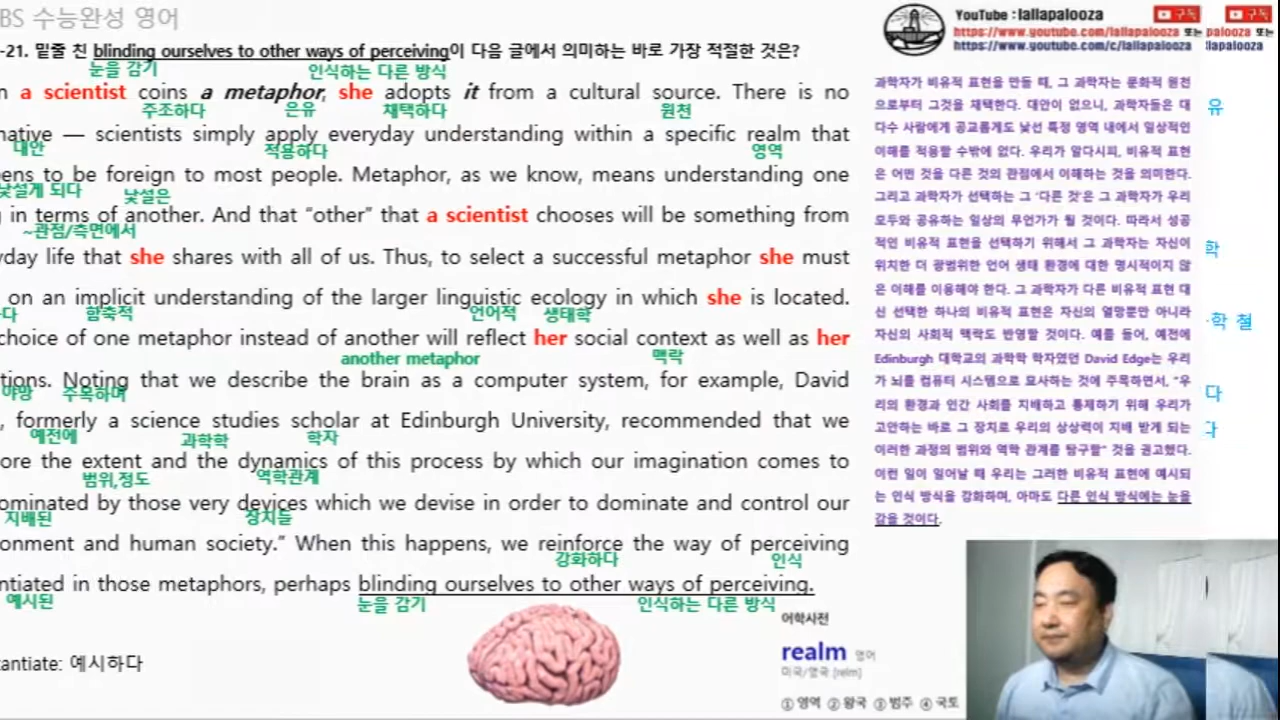 BS 수능완성 영어
-21. 밑줄 친 blinding ourselves to other ways of perceiving이 다음 글에서 의미하는 바로 가장 적절한 것은?
눈을 감기 인식하는 다른 방식
n a scientist coins a metaphor, she adopts it from a cultural source. There is no
주조하다 은유 채택하다 원천
native — scientists simply apply everyday understanding within a specific realm that
대안 적용하다 영역
ens to be foreign to most people. Metaphor, as we know, means understanding one
낯설게 되다 낯설은
g in terms of another. And that “other” that a scientist chooses will be something from
~관점/측면에서
yday life that she shares with all of us. Thus, to select a successful metaphor she must
on an implicit understanding of the larger linguistic ecology in which she is located.
다 함축적 언어적 생태학
choice of one metaphor instead of another will reflect her social context as well as her
another metaphor 맥락
tions. Noting that we describe the brain as a computer system, for example, David
야망 주목하며
, formerly a science studies scholar at Edinburgh University, recommended that we
예전에 과학학 학자
ore the extent and the dynamics of this process by which our imagination comes to
범위,정도 역학관계
ominated by those very devices which we devise in order to dominate and control our
지배된 장치들
onment and human society.” When this happens, we reinforce the way of perceiving
강화하다 인식
ntiated in those metaphors, perhaps blinding ourselves to other ways of perceiving.
예시된 눈을 감기 인식하는 다른 방식
tantiate: 예시하다
YouTube : lallapalooza 구독 구독
https://www.youtube.com/lallapalooza 또는 palooza 또는
https://www.youtube.com/c/lallapalooza llapalooza
과학자가 비유적 표현을 만들 때, 그 과학자는 문화적 원천
으로부터 그것을 채택한다. 대안이 없으니, 과학자들은 대
다수 사람에게 공교롭게도 낯선 특정 영역 내에서 일상적인
이해를 적용할 수밖에 없다. 우리가 알다시피, 비유적 표현
은 어떤 것을 다른 것의 관점에서 이해하는 것을 의미한다.
그리고 과학자가 선택하는 그 '다른 것'은 그 과학자가 우리
모두와 공유하는 일상의 무언가가 될 것이다. 따라서 성공
적인 비유적 표현을 선택하기 위해서 그 과학자는 자신이
위치한 더 광범위한 언어 생태 환경에 대한 명시적이지 않
은 이해를 이용해야 한다. 그 과학자가 다른 비유적 표현 대
신 선택한 하나의 비유적 표현은 자신의 열망뿐만 아니라
자신의 사회적 맥락도 반영할 것이다. 예를 들어, 예전에
Edinburgh 대학교의 과학학 학자였던 David Edge는 우리
가 뇌를 컴퓨터 시스템으로 묘사하는 것에 주목하면서, "우
리의 환경과 인간 사회를 지배하고 통제하기 위해 우리가
고안하는 바로 그 장치로 우리의 상상력이 지배 받게 되는
이러한 과정의 범위와 역학 관계를 탐구할" 것을 권고했다.
이런 일이 일어날 때 우리는 그러한 비유적 표현에 예시되
는 인식 방식을 강화하며, 아마도 다른 인식 방식에는 눈을
감을 것이다.
유
학
학 철
다
다
어학사전
realm 영어
미국/영국 [relm]
① 영역 ② 왕국 ③ 범주 ④ 국토